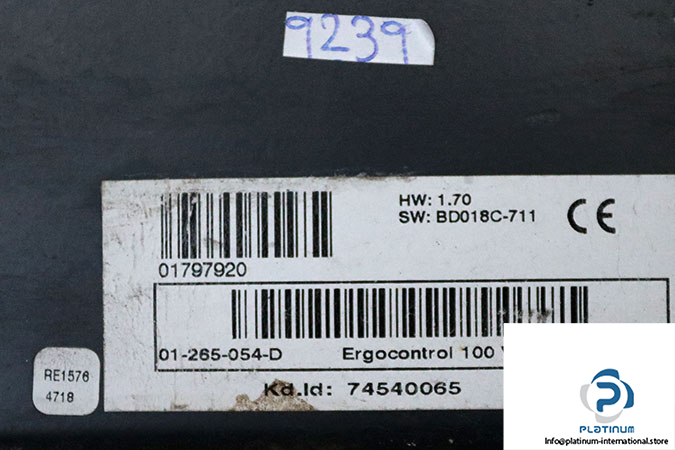 9239
HW: 1.70
SW: BD018C-711
CE
01797920
01-265-054-D Ergocontrol 100
RE1576
4718
Kd.Id: 74540065
PLATINUM
Info@platinum-international.store